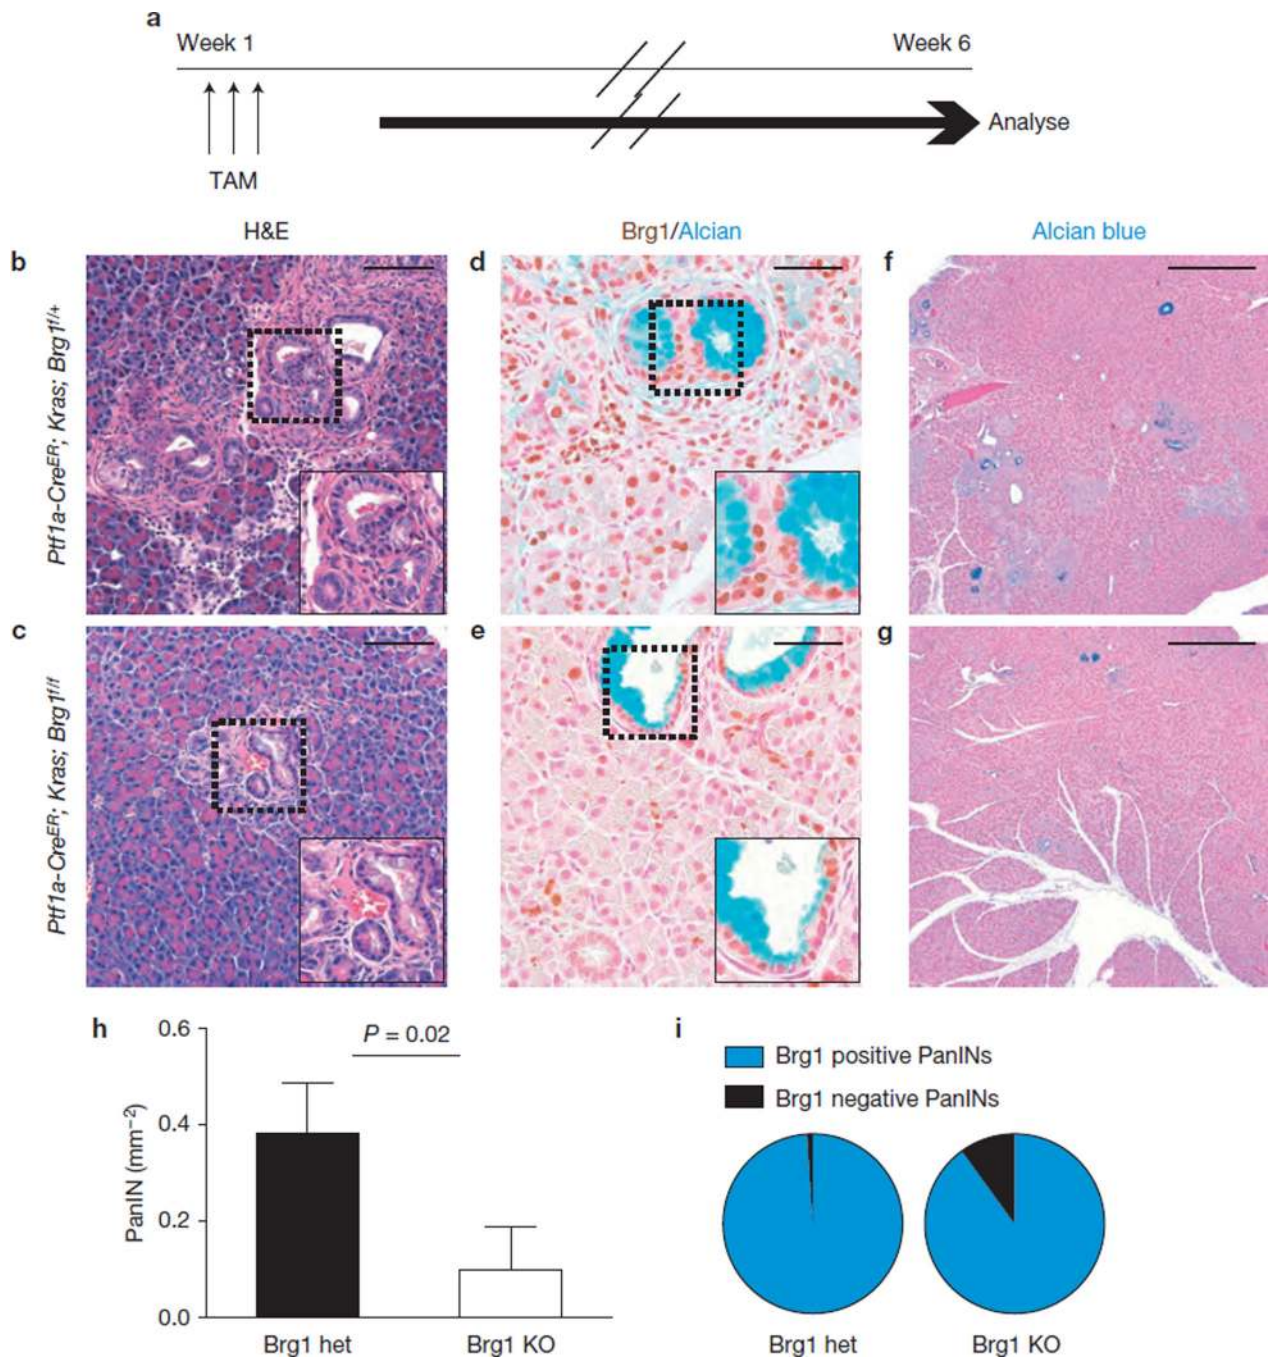 a
Week 1
Week 6
TAM
Analyse
H&E
Brg1/Alcian
Alcian blue
b
d
f
Ptf1a-CreER; Kras; Brg1f/+
c
e
g
Ptf1a-CreER; Kras; Brg1f/f
h
PanIN (mm−2)
0.6
0.4
0.2
0.0
P = 0.02
Brg1 het
Brg1 KO
i
Brg1 positive PanINs
Brg1 negative PanINs
Brg1 het
Brg1 KO